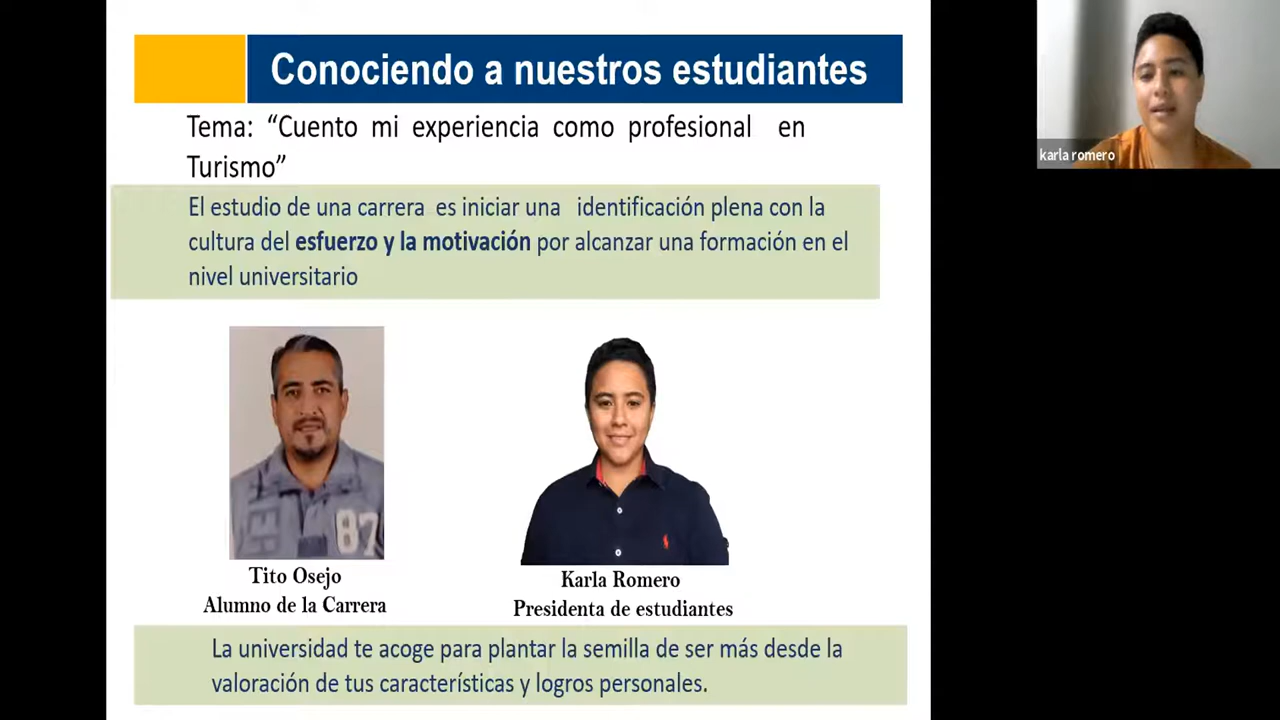 Conociendo a nuestros estudiantes
Tema: “Cuento mi experiencia como profesional en
Turismo”
El estudio de una carrera es iniciar una identificación plena con la
cultura del esfuerzo y la motivación por alcanzar una formación en el
nivel universitario
karla romero
87
Tito Osejo
Alumno de la Carrera
Karla Romero
Presidenta de estudiantes
La universidad te acoge para plantar la semilla de ser más desde la
valoración de tus características y logros personales.